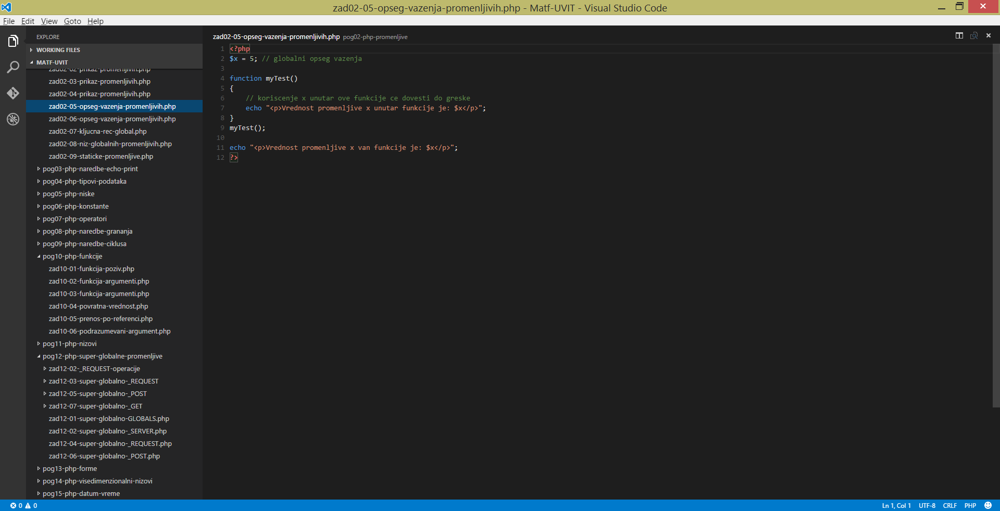 zad02-05-opseg-vazenja-promenljivih.php - Matf-UVIT - Visual Studio Code
File Edit View Goto Help
EXPLORE
WORKING FILES
MATF-UVIT
zad02-02-prikaz-promenljivih.php
zad02-03-prikaz-promenljivih.php
zad02-04-prikaz-promenljivih.php
zad02-05-opseg-vazenja-promenljivih.php
zad02-06-opseg-vazenja-promenljivih.php
zad02-07-kljucna-rec-global.php
zad02-08-niz-globalnih-promenljivih.php
zad02-09-staticke-promenljive.php
pog03-php-naredbe-echo-print
pog04-php-tipovi-podataka
pog05-php-niske
pog06-php-konstante
pog07-php-operatori
pog08-php-naredbe-grananja
pog09-php-naredbe-ciklusa
pog10-php-funkcije
zad10-01-funkcija-poziv.php
zad10-02-funkcija-argumenti.php
zad10-03-funkcija-argumenti.php
zad10-04-povratna-vrednost.php
zad10-05-prenos-po-referenci.php
zad10-06-podrazumevani-argument.php
pog11-php-nizovi
pog12-php-super-globalne-promenljive
zad12-02-_REQUEST-operacije
zad12-03-super-globalno-_REQUEST
zad12-05-super-globalno-_POST
zad12-07-super-globalno-_GET
zad12-01-super-globalno-GLOBALS.php
zad12-02-super-globalno-_SERVER.php
zad12-04-super-globalno-_REQUEST.php
zad12-06-super-globalno-_POST.php
pog13-php-forme
pog14-php-visedimenzionalni-nizovi
pog15-php-datum-vreme
zad02-05-opseg-vazenja-promenljivih.php pog02-php-promenljive
1 <?php
2 $x = 5; // globalni opseg vazenja
3
4 function myTest()
5 {
6     // koriscenje x unutar ove funkcije ce dovesti do greske
7     echo "<p>Vrednost promenljive x unutar funkcije je: $x</p>";
8 }
9 myTest();
10
11 echo "<p>Vrednost promenljive x van funkcije je: $x</p>";
12 ?>
0 0
Ln 1, Col 1 UTF-8 CRLF PHP